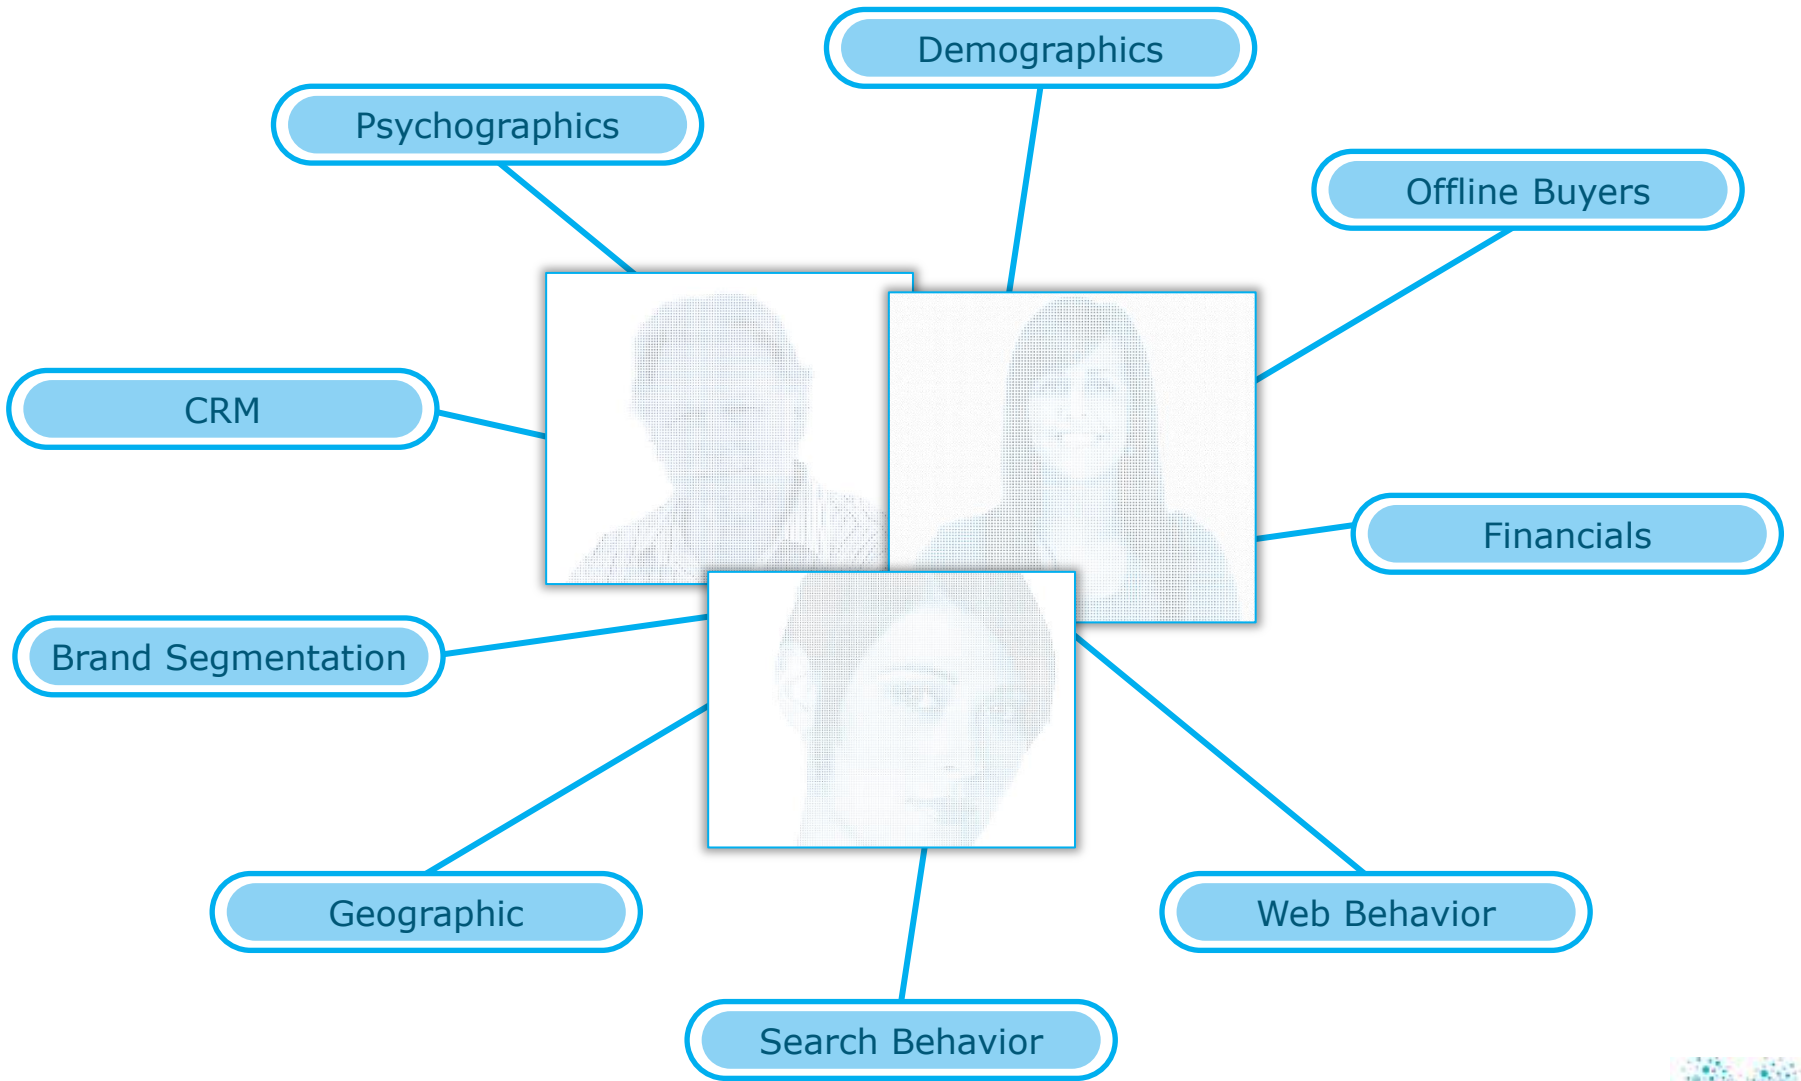 Demographics
Psychographics
Offline Buyers
CRM
Financials
Brand Segmentation
Geographic
Web Behavior
Search Behavior